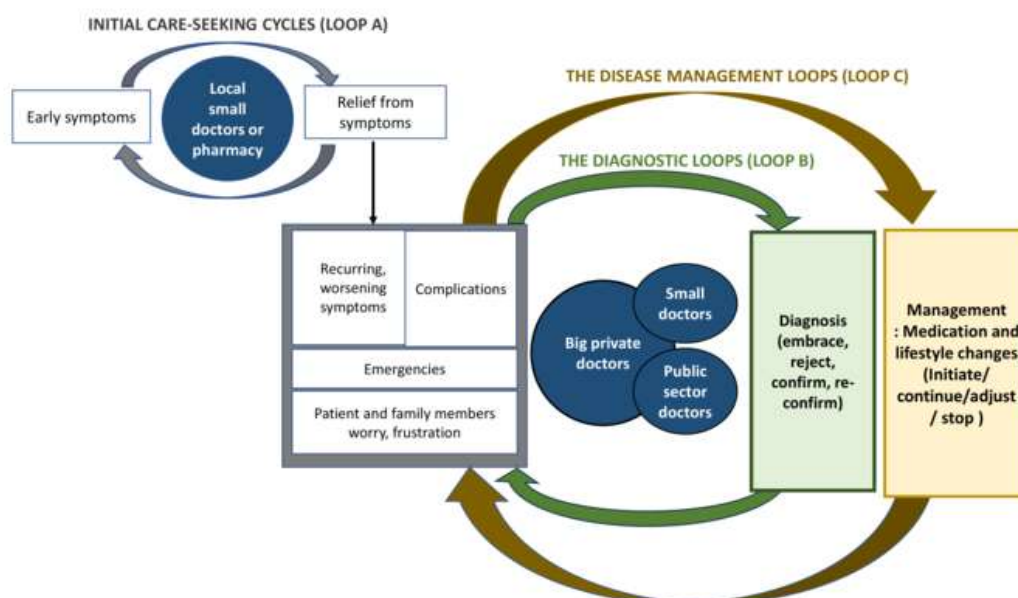 INITIAL CARE-SEEKING CYCLES (LOOP A)
Early symptoms
Local
small
doctors or
pharmacy
Relief from
symptoms
THE DISEASE MANAGEMENT LOOPS (LOOP C)
THE DIAGNOSTIC LOOPS (LOOP B)
Recurring,
worsening
symptoms
Complications
Emergencies
Patient and family members
worry, frustration
Big private
doctors
Small
doctors
Public
sector
doctors
Diagnosis
(embrace,
reject,
confirm, re-
confirm)
Management
: Medication and
lifestyle changes
(Initiate/
continue/adjust
/ stop )